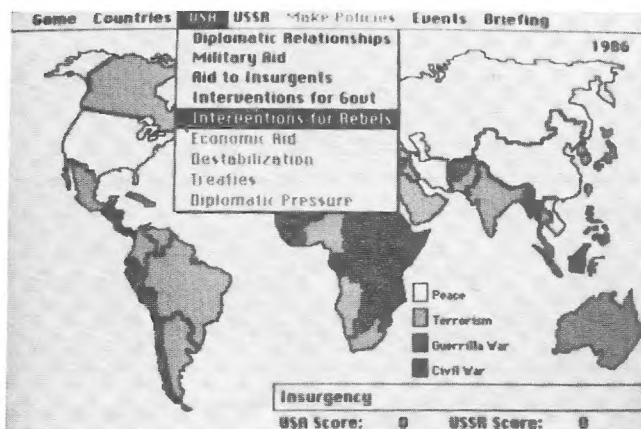 Game Countries USA USSR Make Policies Events Briefing
Diplomatic Relationships
Military Aid
Aid to Insurgents
Interventions for Govt
Interventions for Rebels
Economic Aid
Destabilization
Treaties
Diplomatic Pressure
1986
Peace
Terrorism
Guerrilla War
Civil War
Insurgency
USA Score: 0 USSR Score: 0